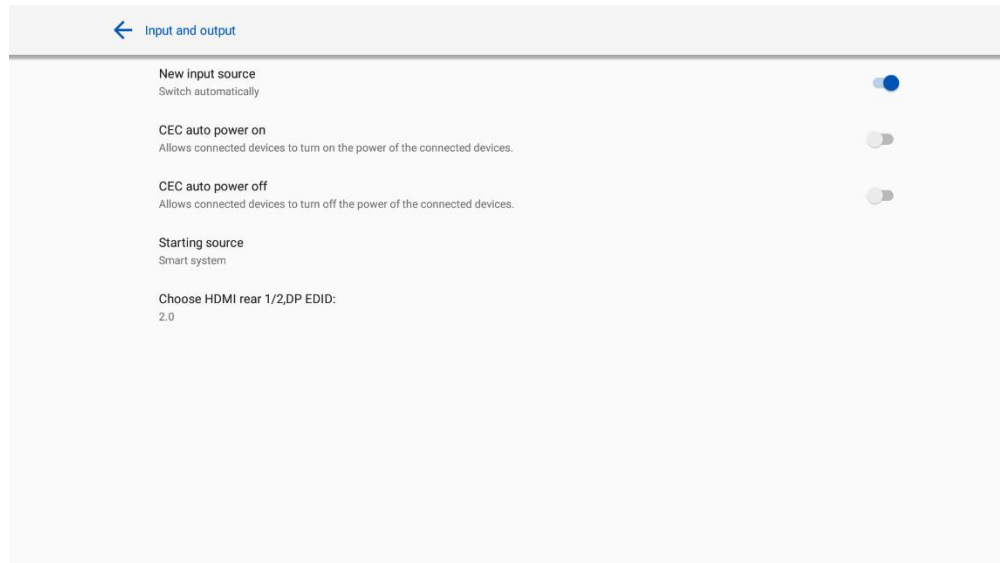 Input and output
New input source
Switch automatically
CEC auto power on
Allows connected devices to turn on the power of the connected devices.
CEC auto power off
Allows connected devices to turn off the power of the connected devices.
Starting source
Smart system
Choose HDMI rear 1/2,DP EDID:
2.0